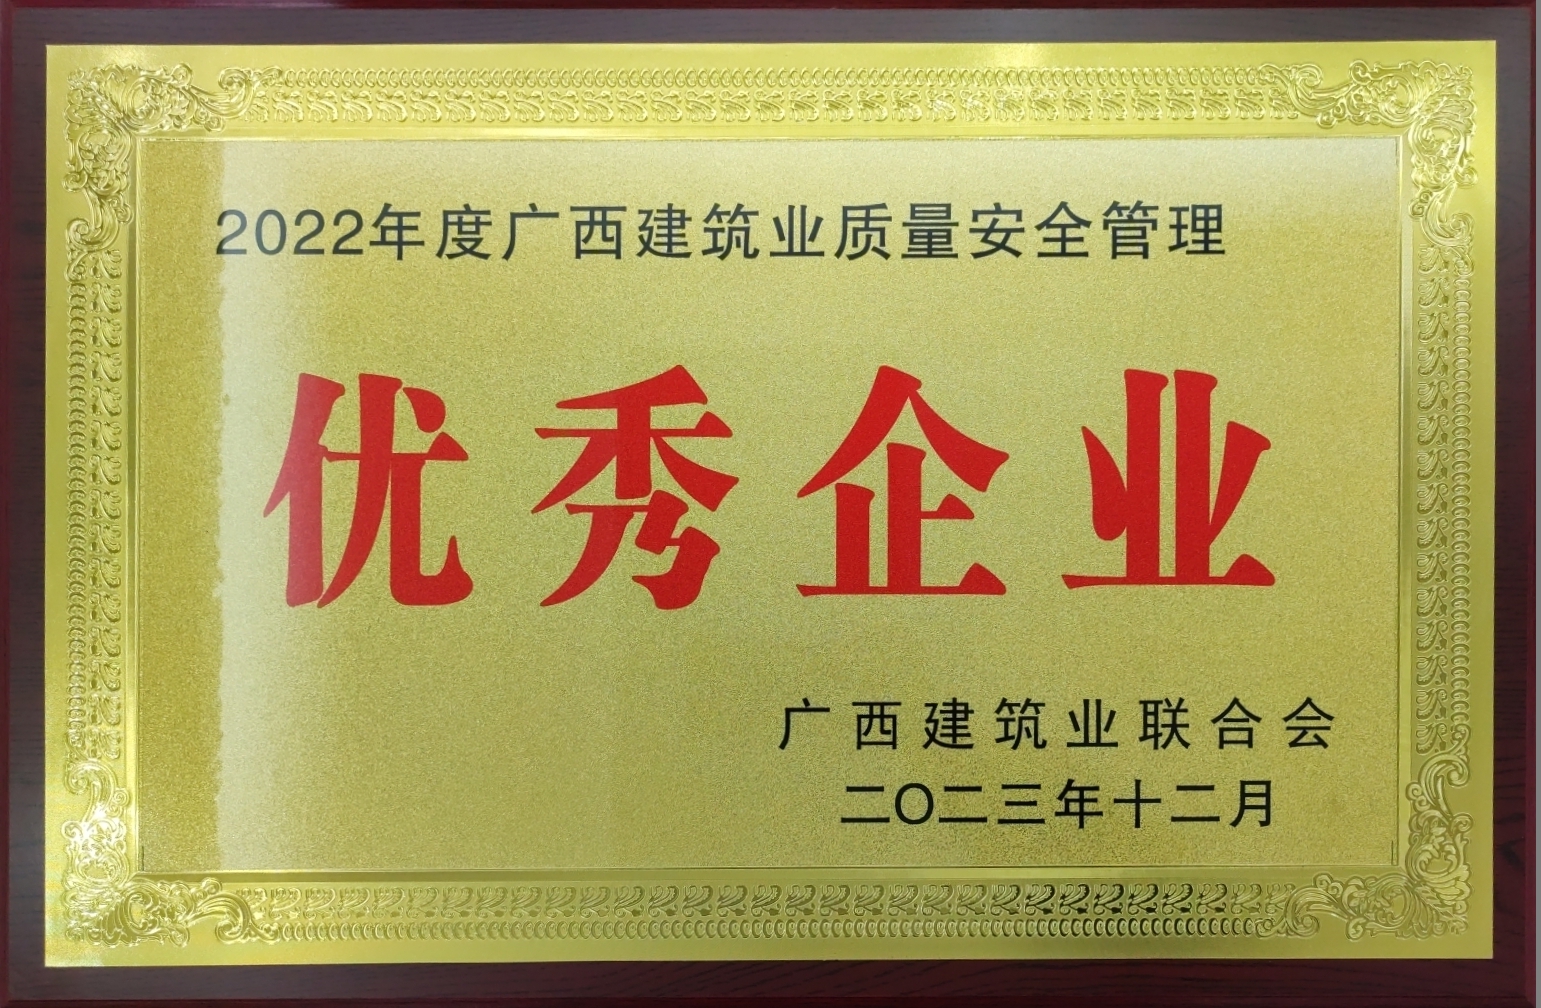 2022年度广西建筑业质量安全管理
优秀企业
广西建筑业联合会
二〇二三年十二月